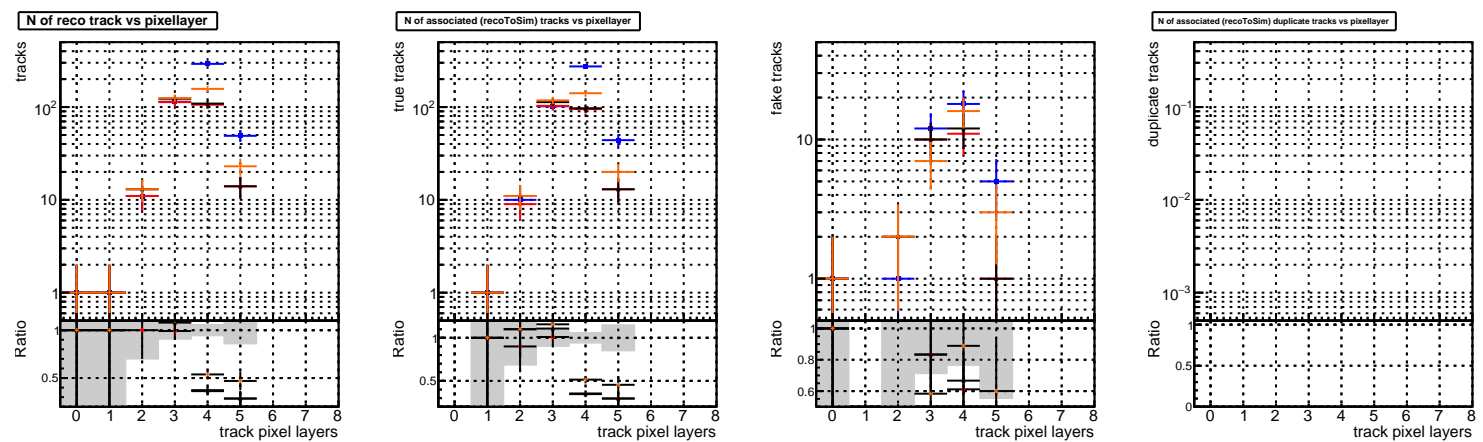 N of reco track vs pixellayer
tracks
10²
10
1
Ratio
1
0.5
0 1 2 3 4 5 6 7 8
track pixel layers
N of associated (recoToSim) tracks vs pixellayer
true tracks
10²
10
1
Ratio
1
0.5
0 1 2 3 4 5 6 7 8
track pixel layers
fake tracks
10
1
Ratio
1
0.8
0.6
0 1 2 3 4 5 6 7 8
track pixel layers
N of associated (recoToSim) duplicate tracks vs pixellayer
duplicate tracks
10⁻¹
10⁻²
10⁻³
Ratio
1
0.5
0
0 1 2 3 4 5 6 7 8
track pixel layers